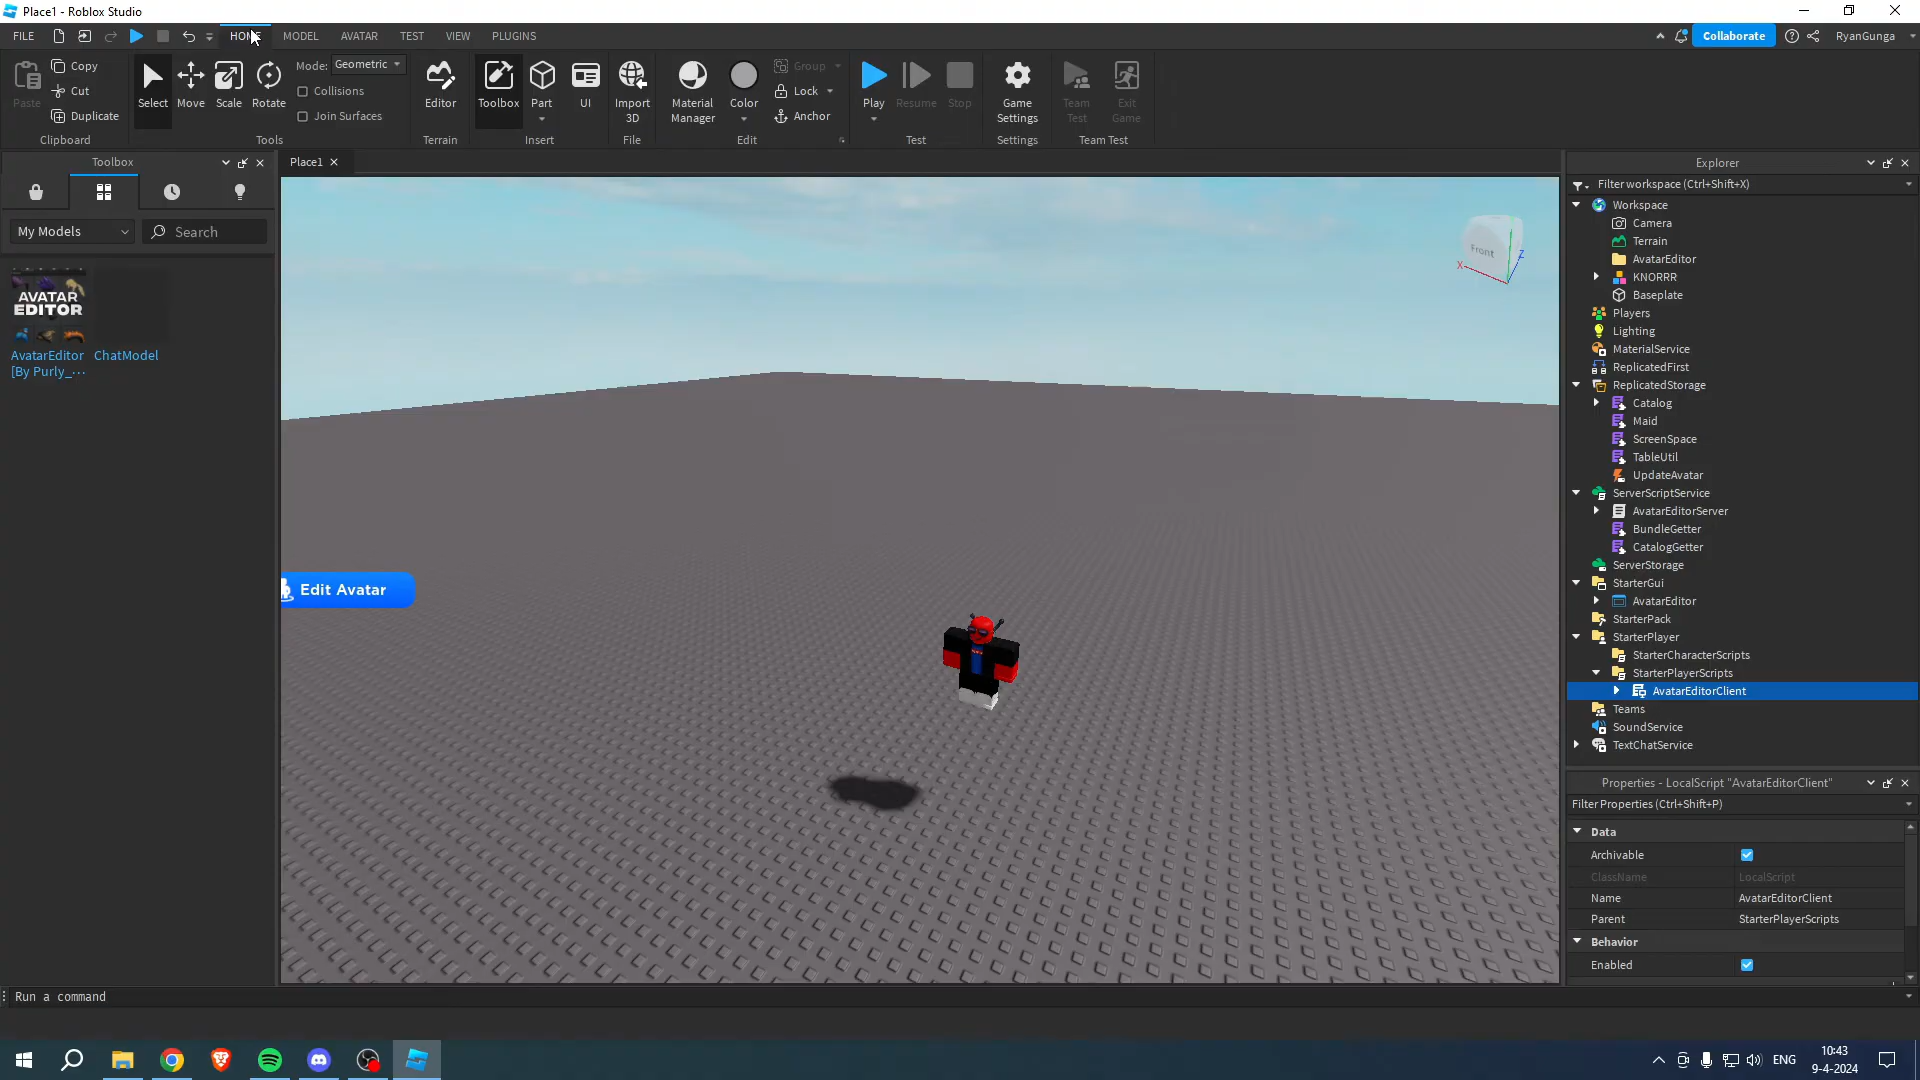 Place1 - Roblox Studio
FILE
HOME
MODEL
AVATAR
TEST
VIEW
PLUGINS
Collaborate
RyanGunga
Paste
Copy
Cut
Duplicate
Clipboard
Select
Move
Scale
Rotate
Mode:
Geometric
Collisions
Join Surfaces
Tools
Editor
Terrain
Toolbox
Part
UI
Insert
Import
3D
File
Material
Manager
Color
Group
Lock
Anchor
Edit
Play
Resume
Stop
Test
Game
Settings
Settings
Team
Test
Exit
Game
Team Test
Toolbox
My Models
Search
AVATAR
EDITOR
AvatarEditor
[By Purly_...
ChatModel
Place1
Front
X
Z
Edit Avatar
Explorer
Filter workspace (Ctrl+Shift+X)
Workspace
Camera
Terrain
AvatarEditor
KNORRR
Baseplate
Players
Lighting
MaterialService
ReplicatedFirst
ReplicatedStorage
Catalog
Maid
ScreenSpace
TableUtil
UpdateAvatar
ServerScriptService
AvatarEditorServer
BundleGetter
CatalogGetter
ServerStorage
StarterGui
AvatarEditor
StarterPack
StarterPlayer
StarterCharacterScripts
StarterPlayerScripts
AvatarEditorClient
Teams
SoundService
TextChatService
Properties - LocalScript "AvatarEditorClient"
Filter Properties (Ctrl+Shift+P)
Data
Archivable
ClassName LocalScript
Name AvatarEditorClient
Parent StarterPlayerScripts
Behavior
Enabled
Run a command
ENG
10:43
9-4-2024